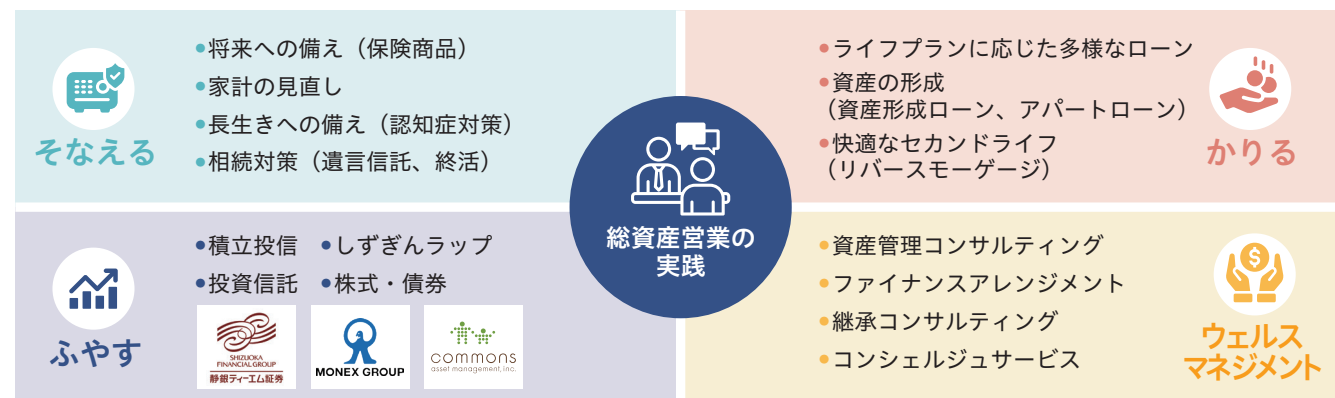 そなえる
•将来への備え（保険商品）
•家計の見直し
•長生きへの備え（認知症対策）
•相続対策（遺言信託、終活）
•ライフプランに応じた多様なローン
•資産の形成
（資産形成ローン、アパートローン）
•快適なセカンドライフ
（リバースモーゲージ）
かりる
総資産営業の
実践
ふやす
•積立投信 •しずぎんラップ
•投資信託 •株式・債券
SHIZUOKA
FINANCIAL GROUP
静銀ティーエム証券
MONEX GROUP
commons
asset management, inc.
•資産管理コンサルティング
•ファイナンスアレンジメント
•継承コンサルティング
•コンシェルジュサービス
$
ウェルス
マネジメント